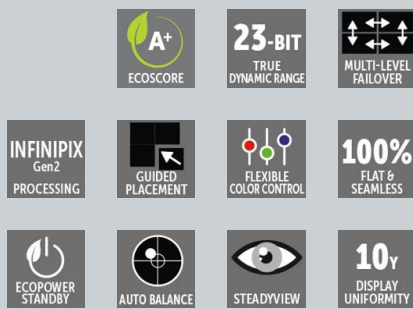 A+
ECOSCORE
23-BIT
TRUE
DYNAMIC RANGE
MULTI-LEVEL
FAILOVER
INFINIPIX
Gen2
PROCESSING
GUIDED
PLACEMENT
FLEXIBLE
COLOR CONTROL
100%
FLAT &
SEAMLESS
ECOPOWER
STANDBY
AUTO BALANCE
STEADYVIEW
10Y
DISPLAY
UNIFORMITY